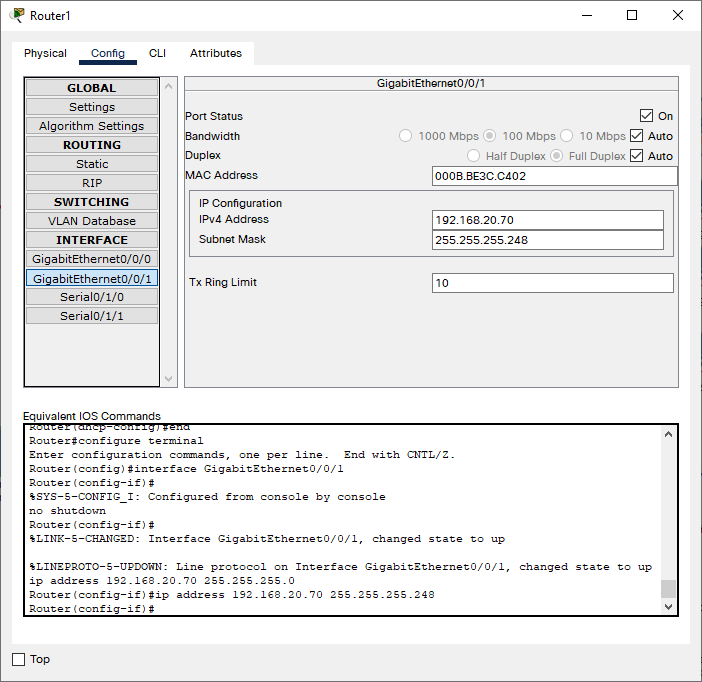 Router1
Physical Config CLI Attributes
GLOBAL
Settings
Algorithm Settings
ROUTING
Static
RIP
SWITCHING
VLAN Database
INTERFACE
GigabitEthernet0/0/0
GigabitEthernet0/0/1
Serial0/1/0
Serial0/1/1
GigabitEthernet0/0/1
Port Status On
Bandwidth 1000 Mbps 100 Mbps 10 Mbps Auto
Duplex Half Duplex Full Duplex Auto
MAC Address 000B.BE3C.C402
IP Configuration
IPv4 Address 192.168.20.70
Subnet Mask 255.255.255.248
Tx Ring Limit 10
Equivalent IOS Commands
Router(dhcp-config)#end
Router#configure terminal
Enter configuration commands, one per line. End with CNTL/Z.
Router(config)#interface GigabitEthernet0/0/1
Router(config-if)#
%SYS-5-CONFIG_I: Configured from console by console
no shutdown
Router(config-if)#
%LINK-5-CHANGED: Interface GigabitEthernet0/0/1, changed state to up
%LINEPROTO-5-UPDOWN: Line protocol on Interface GigabitEthernet0/0/1, changed state to up
ip address 192.168.20.70 255.255.255.0
Router(config-if)#ip address 192.168.20.70 255.255.255.248
Router(config-if)#
Top